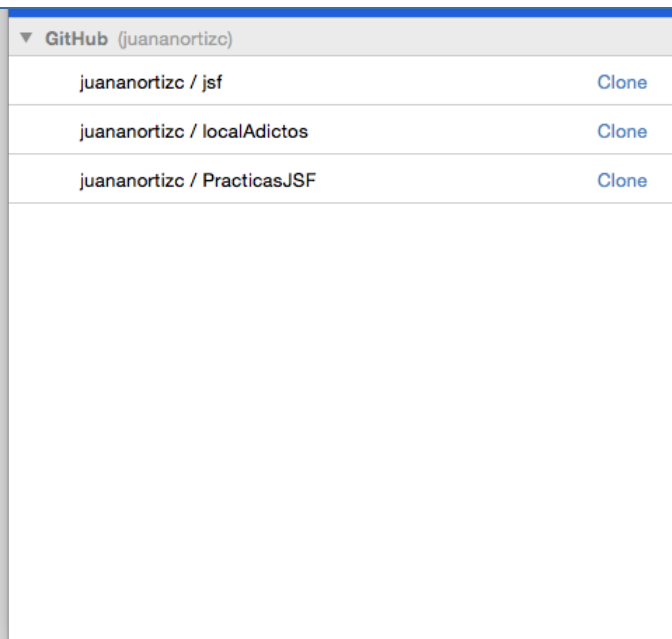 GitHub (juananortizc)
juananortizc / jsf Clone
juananortizc / localAdictos Clone
juananortizc / PracticasJSF Clone